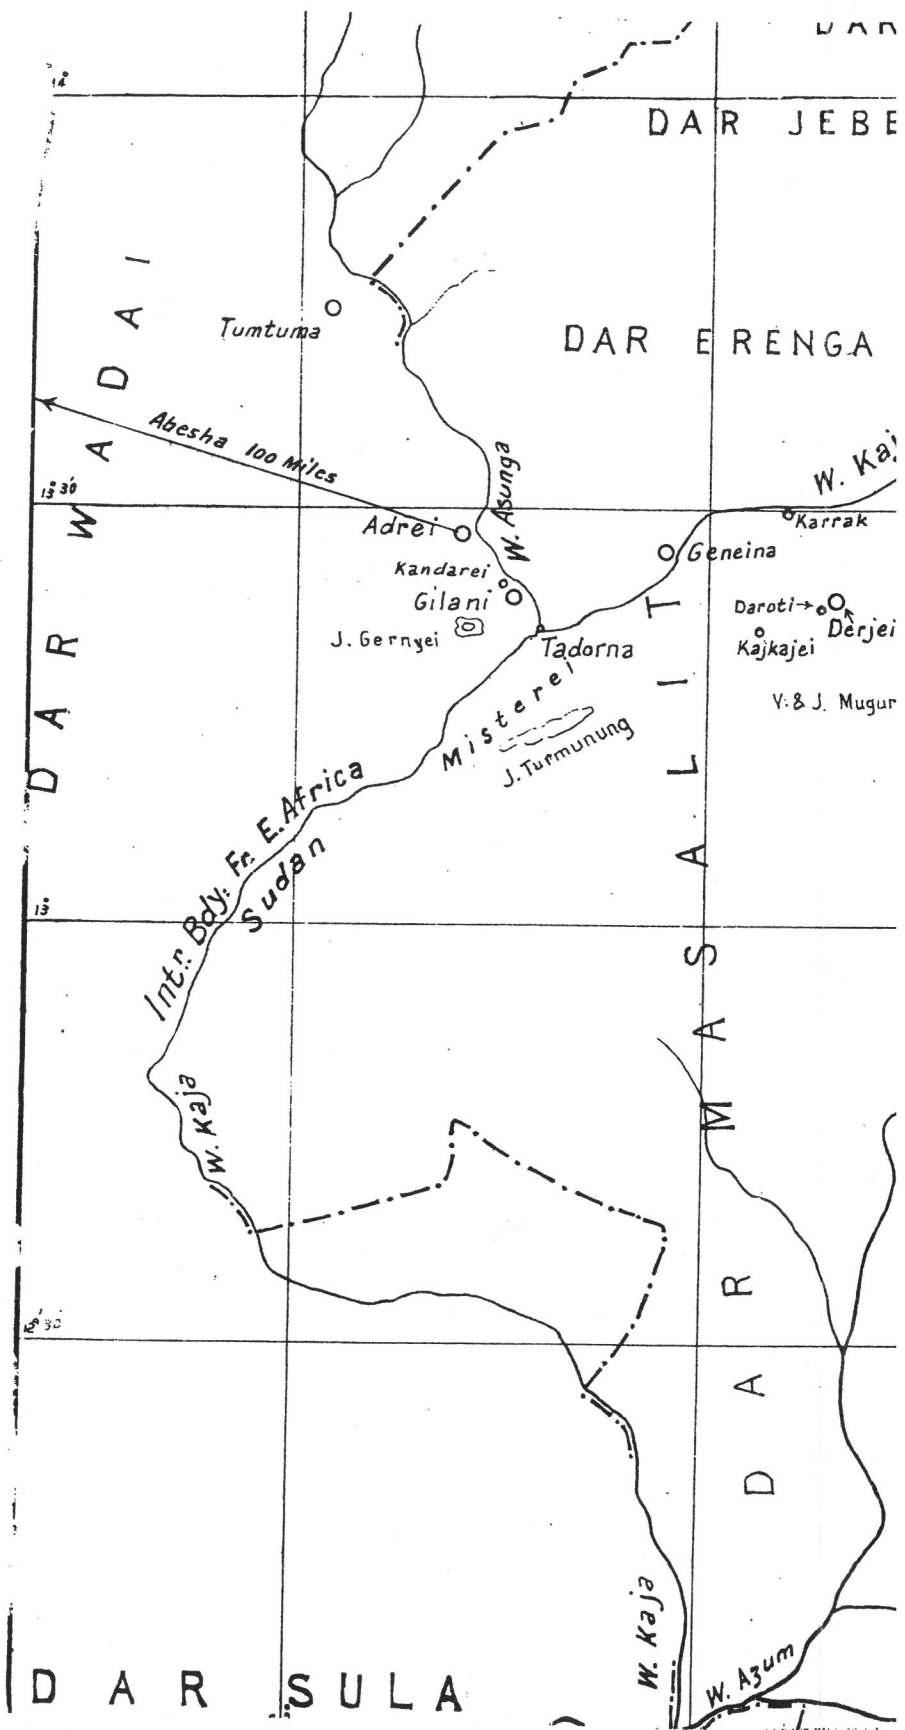 DAR
14°
DAR JEBE
DAR WADAI
Tumtuma
DAR ERENGA
Abesha 100 Miles
13° 30'
W. Kaj
W. Asunga
Karrak
Adrei
Geneina
Kandarei
Gilani
Daroti
Derjei
J. Gernyei
Tadorna
Kajkajei
Misterei
V. & J. Mugur
J. Turmunung
Intr: Bdy: Fr. E. Africa
Sudan
13°
DAR MASALIT
W. Kaja
12° 30'
W. Kaja
W. Azum
DAR SULA